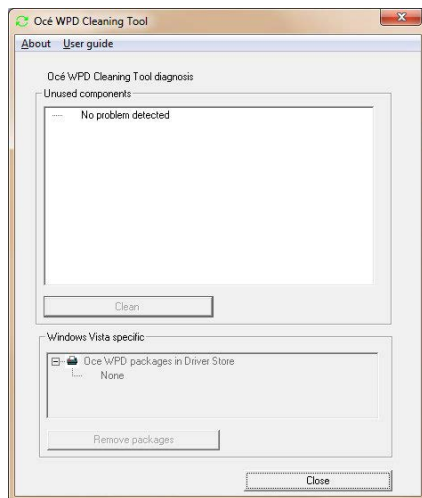 Océ WPD Cleaning Tool
About User guide
Océ WPD Cleaning Tool diagnosis
Unused components
No problem detected
Clean
Windows Vista specific
Oce WPD packages in Driver Store
None
Remove packages
Close